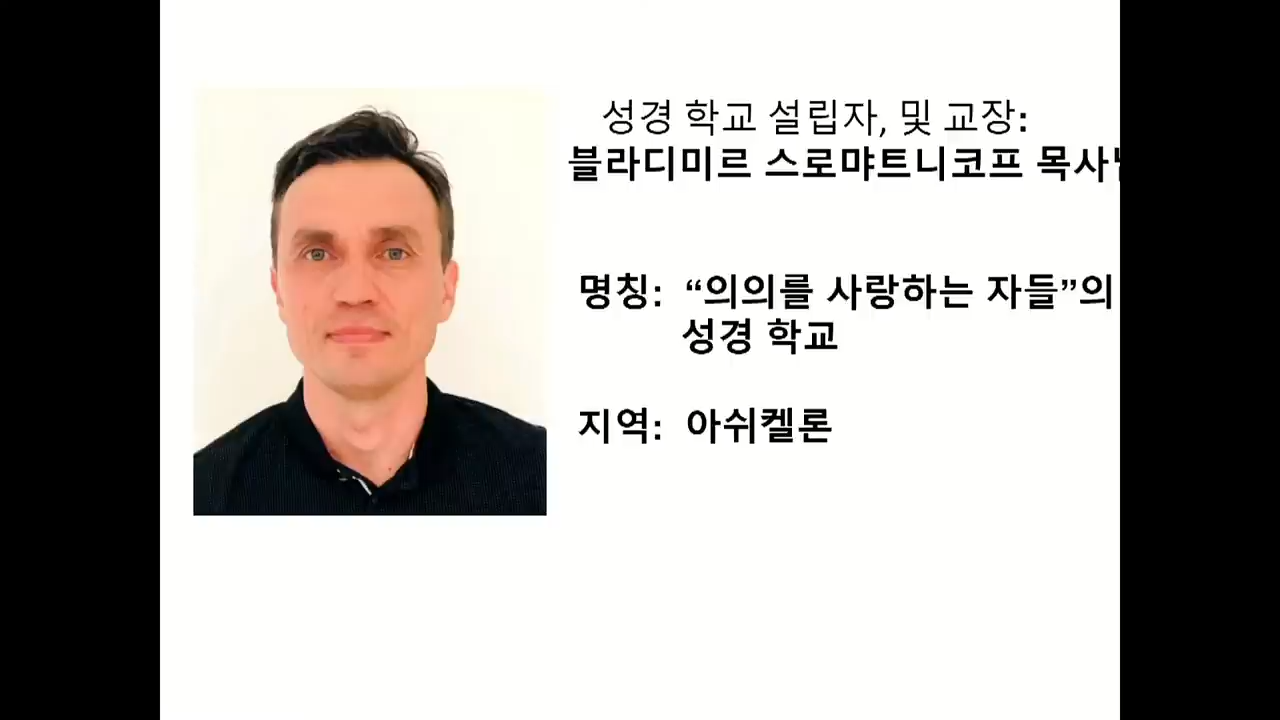 성경 학교 설립자, 및 교장:
블라디미르 스로먀트니코프
명칭: “의의를 사랑하는 자들”의
성경 학교
지역: 아쉬켈론